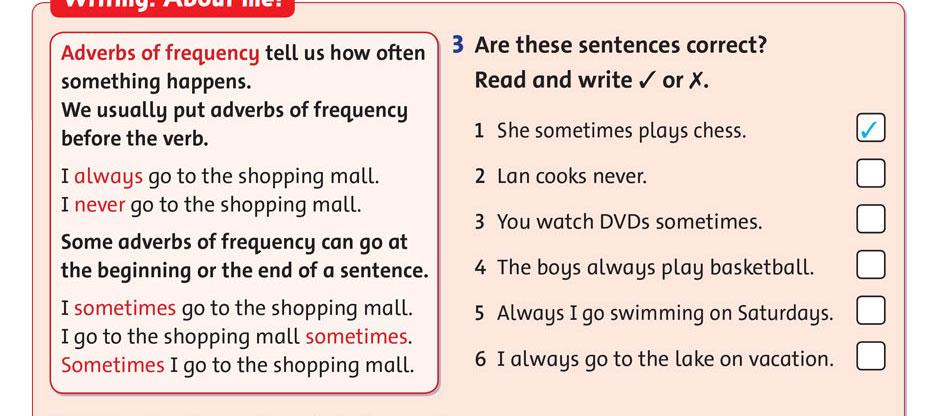 Writing: About me!
Adverbs of frequency tell us how often
something happens.
We usually put adverbs of frequency
before the verb.
I always go to the shopping mall.
I never go to the shopping mall.
Some adverbs of frequency can go at
the beginning or the end of a sentence.
I sometimes go to the shopping mall.
I go to the shopping mall sometimes.
Sometimes I go to the shopping mall.
3 Are these sentences correct?
Read and write ✓ or ✗.
1 She sometimes plays chess. ✓
2 Lan cooks never.
3 You watch DVDs sometimes.
4 The boys always play basketball.
5 Always I go swimming on Saturdays.
6 I always go to the lake on vacation.